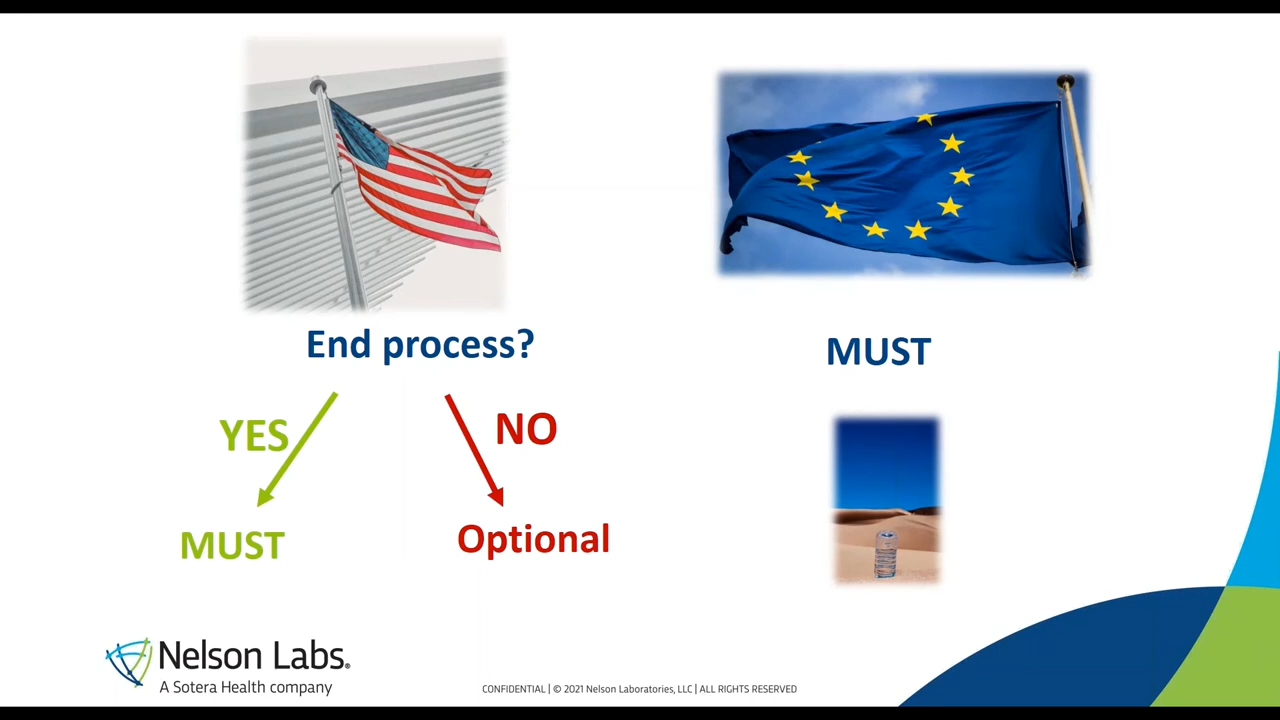 End process?
MUST
YES
NO
MUST
Optional
Nelson Labs®
A Sotera Health company
CONFIDENTIAL | © 2021 Nelson Laboratories, LLC | ALL RIGHTS RESERVED